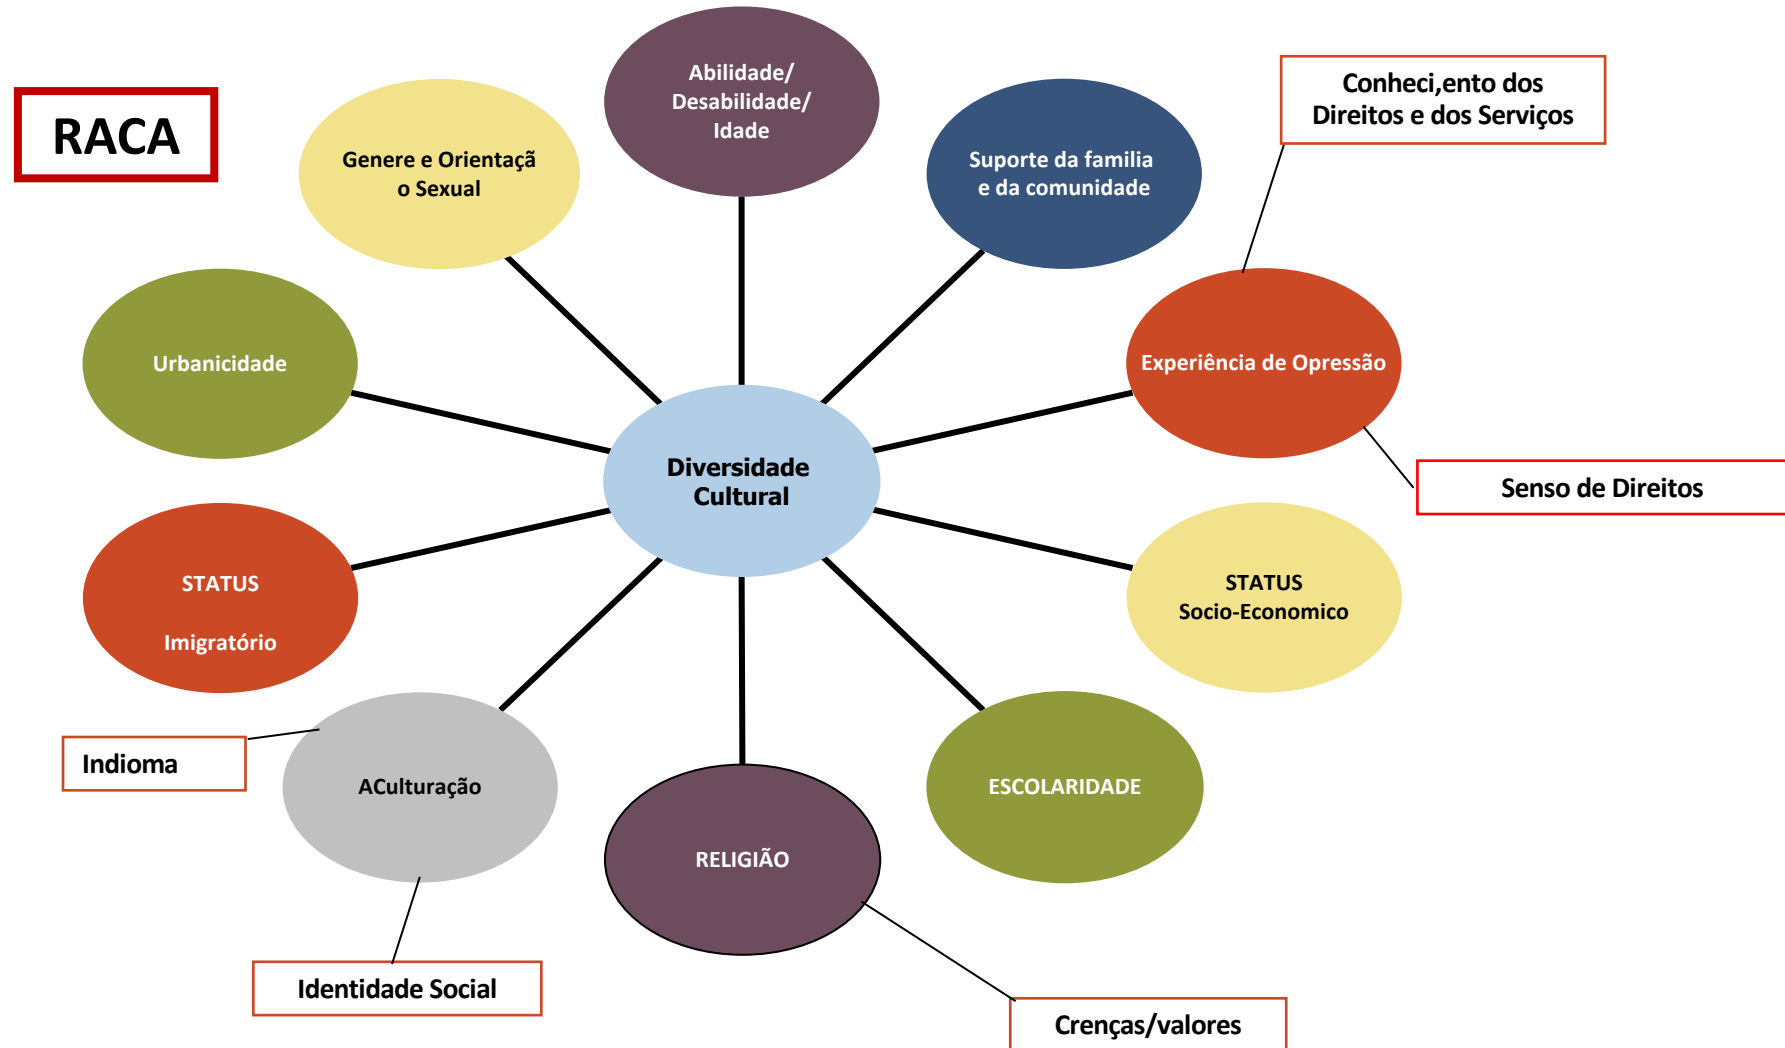 RACA
Abilidade/
Desabilidade/
Idade
Genere e Orientaçã
o Sexual
Suporte da familia
e da comunidade
Conheci,ento dos
Direitos e dos Serviços
Urbanicidade
Experiência de Opressão
Diversidade
Cultural
Senso de Direitos
STATUS
Imigratório
STATUS
Socio-Economico
Indioma
ACulturação
ESCOLARIDADE
RELIGIÃO
Identidade Social
Crenças/valores